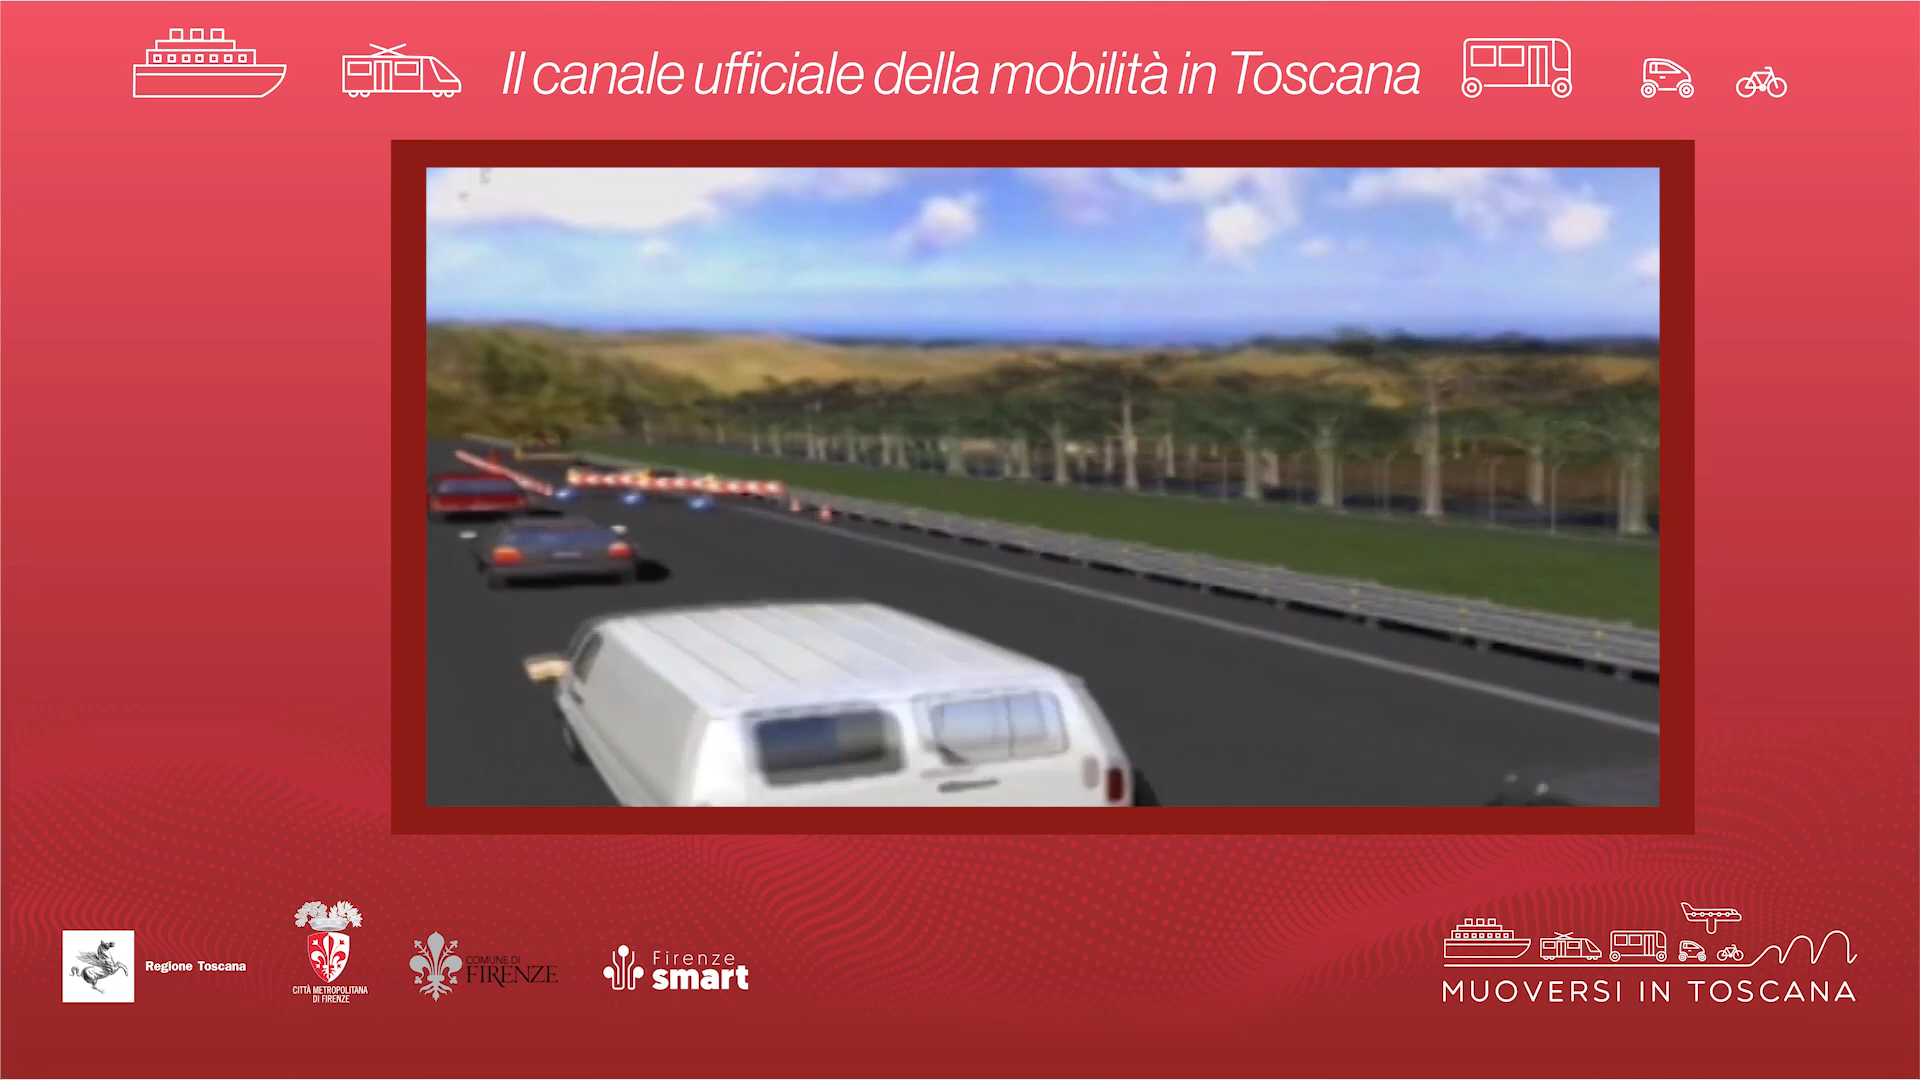 Il canale ufficiale della mobilità in Toscana
Regione Toscana
CITTÀ METROPOLITANA
DI FIRENZE
COMUNE DI
FIRENZE
Firenze
smart
MUOVERSI IN TOSCANA